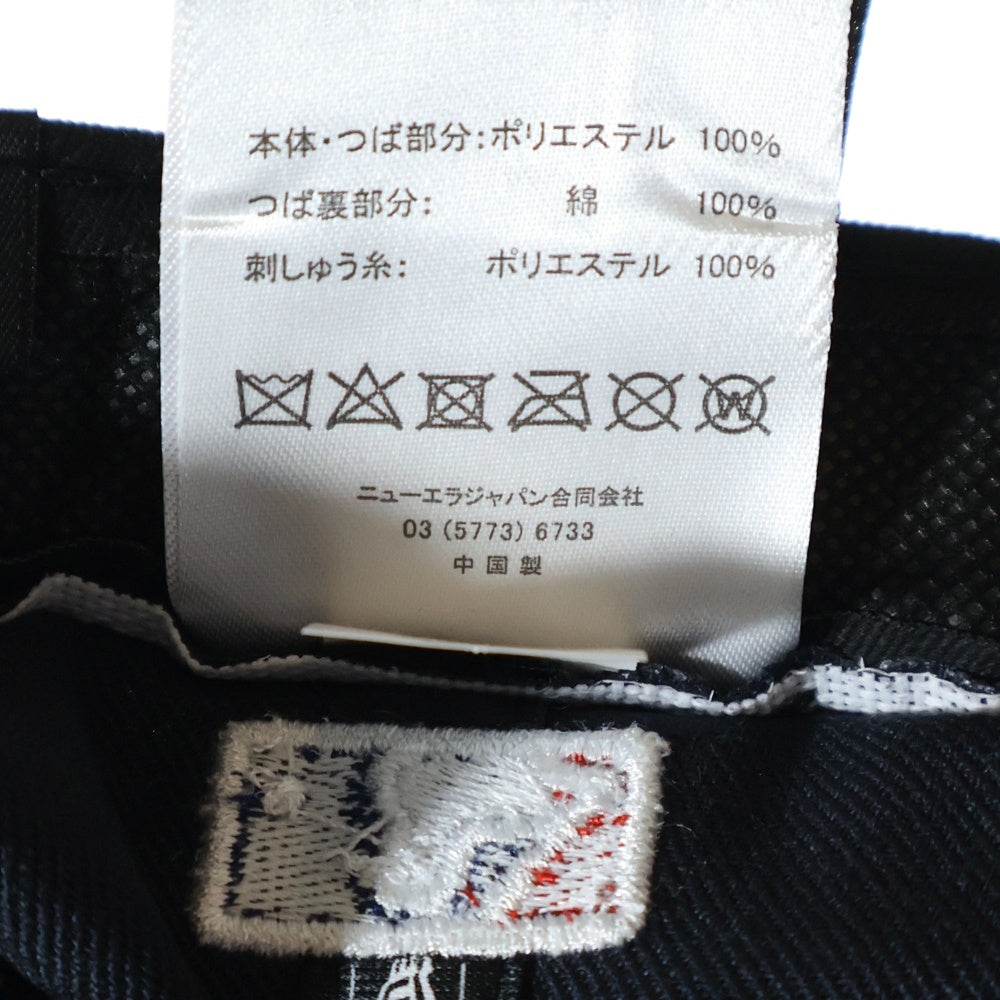 本体・つば部分:ポリエステル 100%
つば裏部分: 綿 100%
刺しゅう糸: ポリエステル 100%
W
ニューエラジャパン合同会社
03 (5773) 6733
中国製